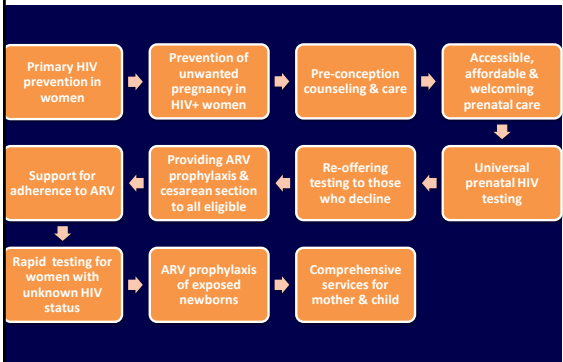 Primary HIV
prevention in
women
Prevention of
unwanted
pregnancy in
HIV+ women
Pre-conception
counseling & care
Accessible,
affordable &
welcoming
prenatal care
Universal
prenatal HIV
testing
Re-offering
testing to those
who decline
Providing ARV
prophylaxis &
cesarean section
to all eligible
Support for
adherence to ARV
Rapid testing for
women with
unknown HIV
status
ARV prophylaxis
of exposed
newborns
Comprehensive
services for
mother & child